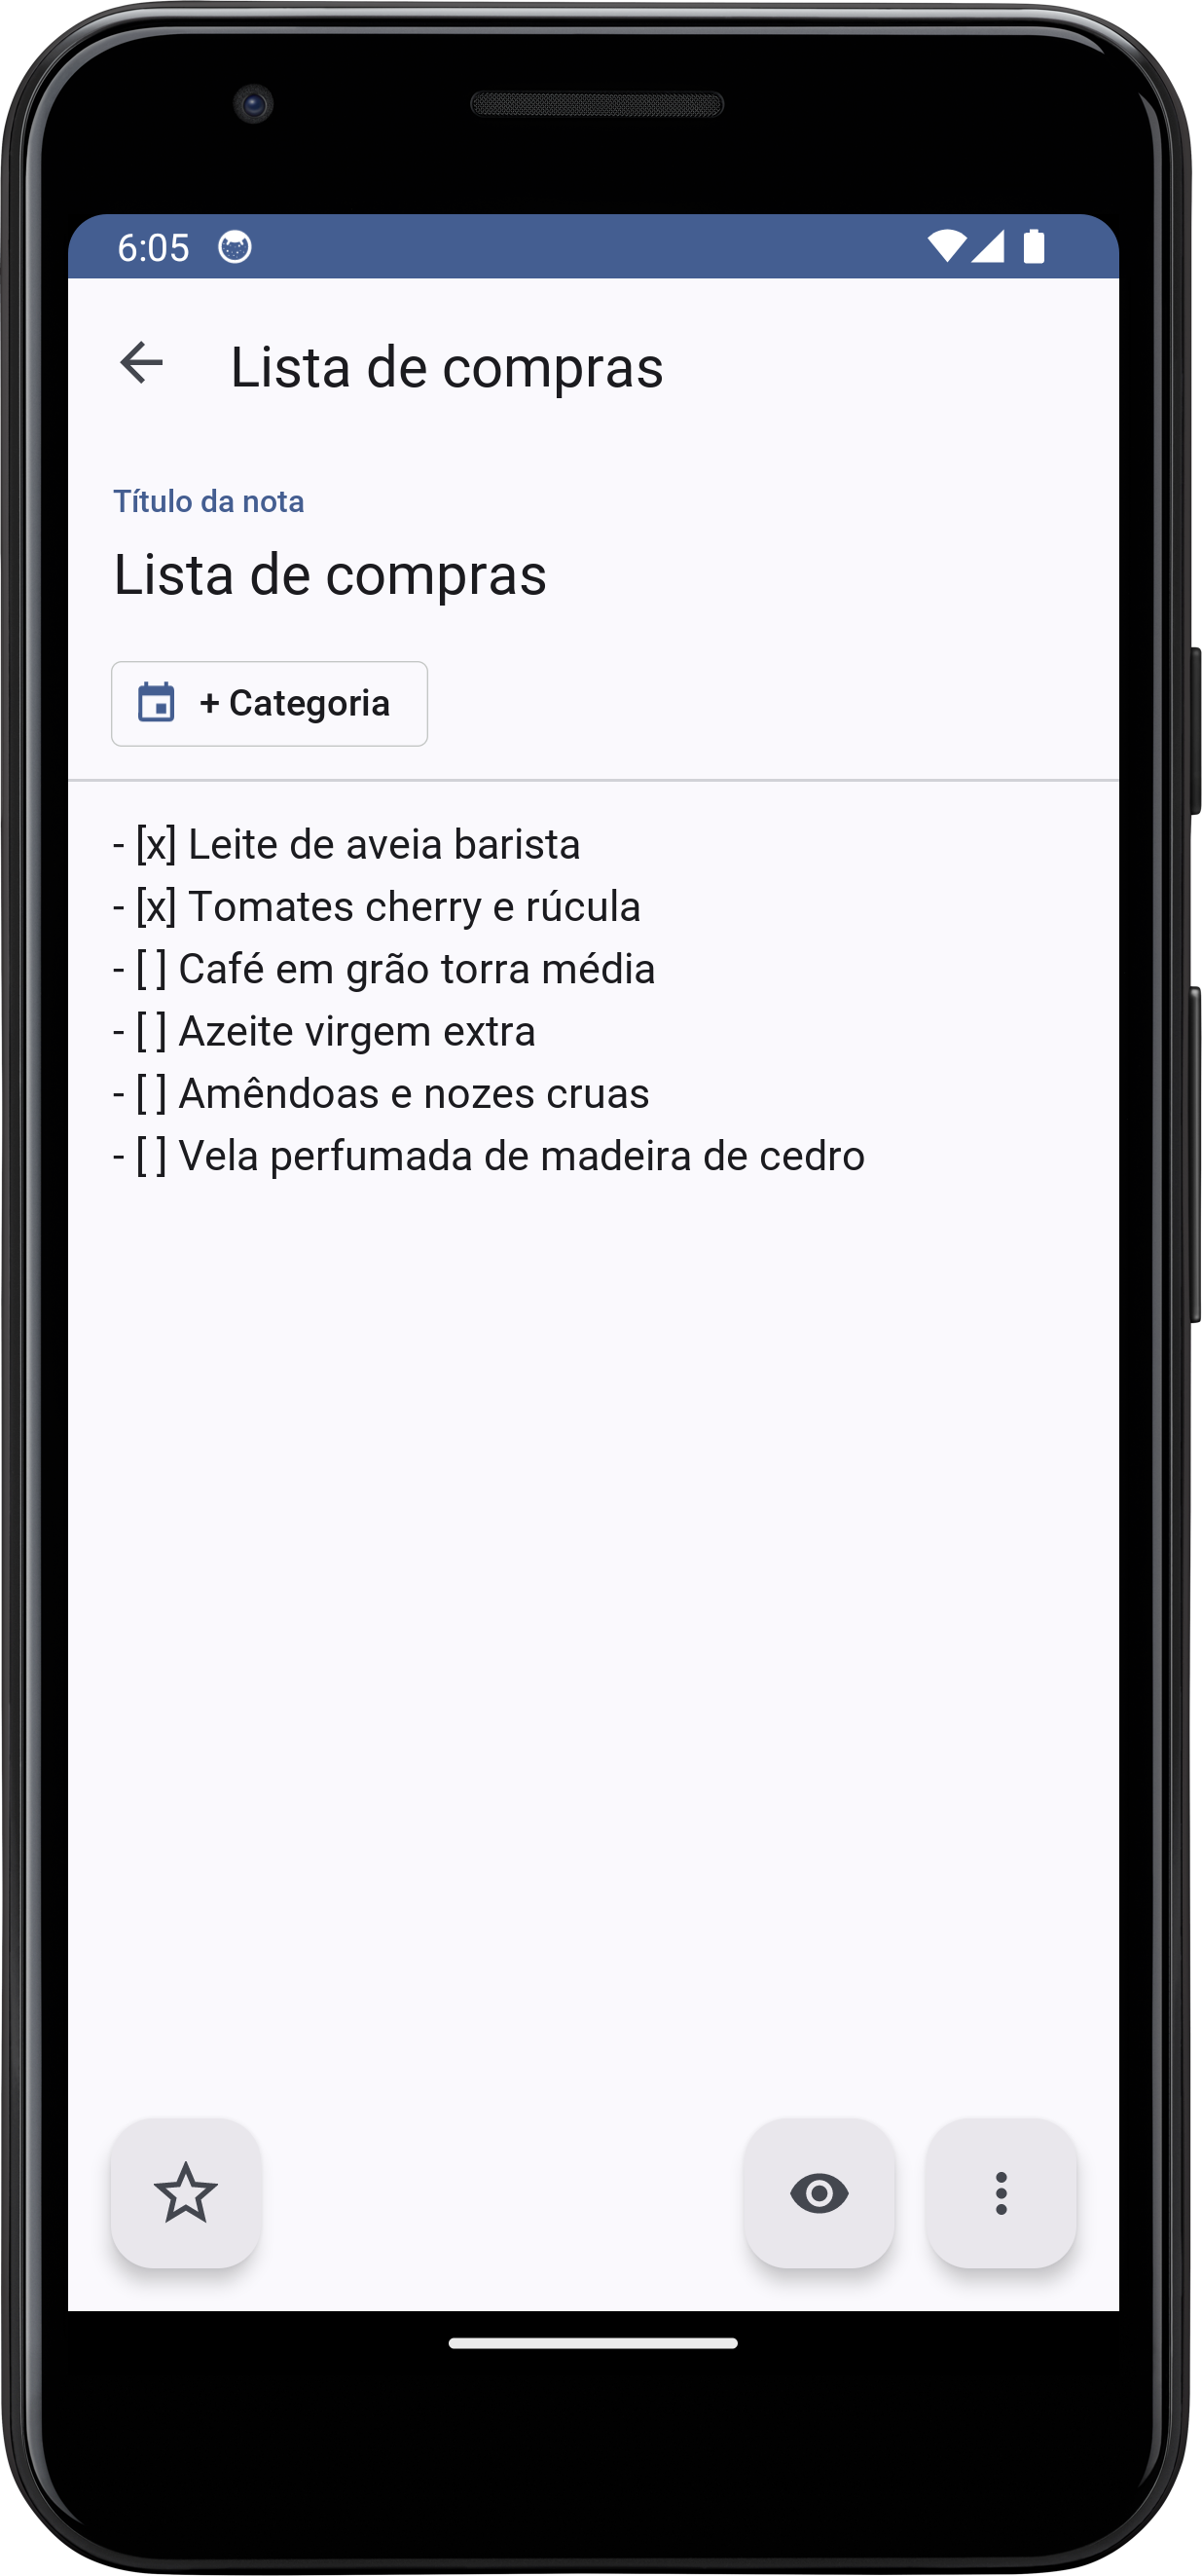 6:05
Lista de compras
Título da nota
Lista de compras
+ Categoria
- [x] Leite de aveia barista
- [x] Tomates cherry e rúcula
- [ ] Café em grão torra média
- [ ] Azeite virgem extra
- [ ] Amêndoas e nozes cruas
- [ ] Vela perfumada de madeira de cedro